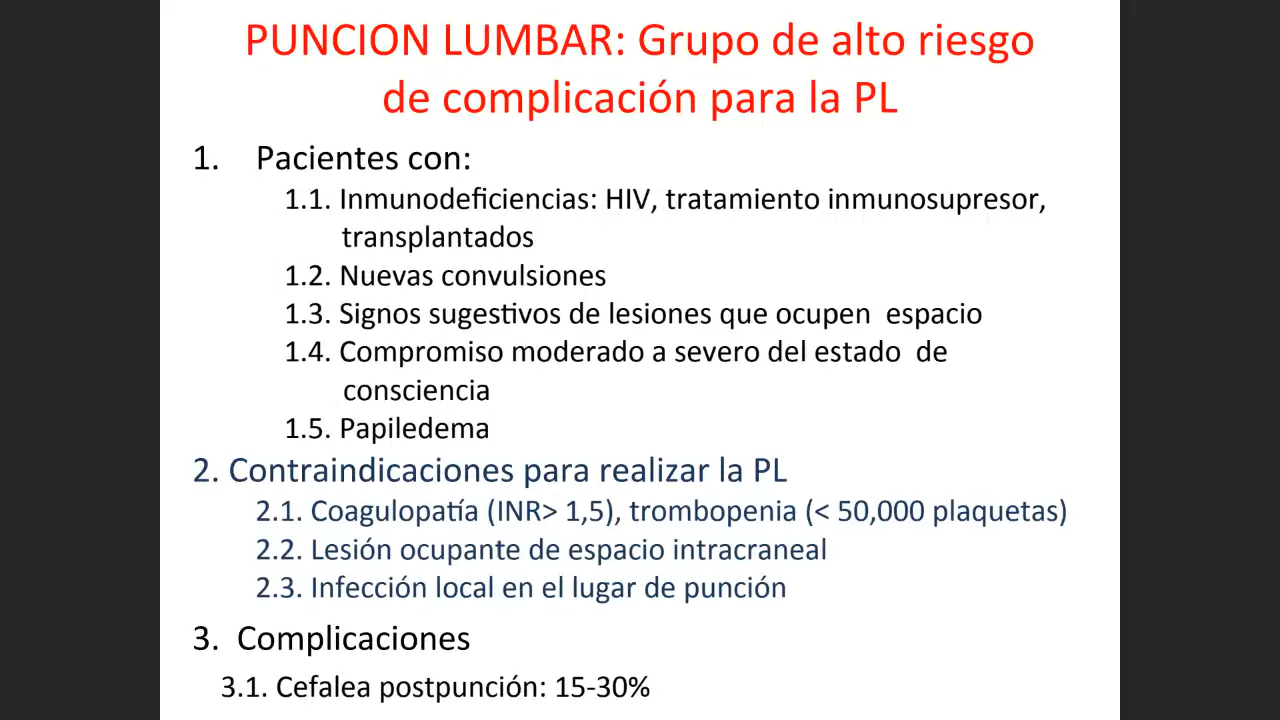 PUNCION LUMBAR: Grupo de alto riesgo
de complicación para la PL
1. Pacientes con:
1.1. Inmunodeficiencias: HIV, tratamiento inmunosupresor,
transplantados
1.2. Nuevas convulsiones
1.3. Signos sugestivos de lesiones que ocupen espacio
1.4. Compromiso moderado a severo del estado de
consciencia
1.5. Papiledema
2. Contraindicaciones para realizar la PL
2.1. Coagulopatía (INR> 1,5), trombopenia (< 50,000 plaquetas)
2.2. Lesión ocupante de espacio intracraneal
2.3. Infección local en el lugar de punción
3. Complicaciones
3.1. Cefalea postpunción: 15-30%